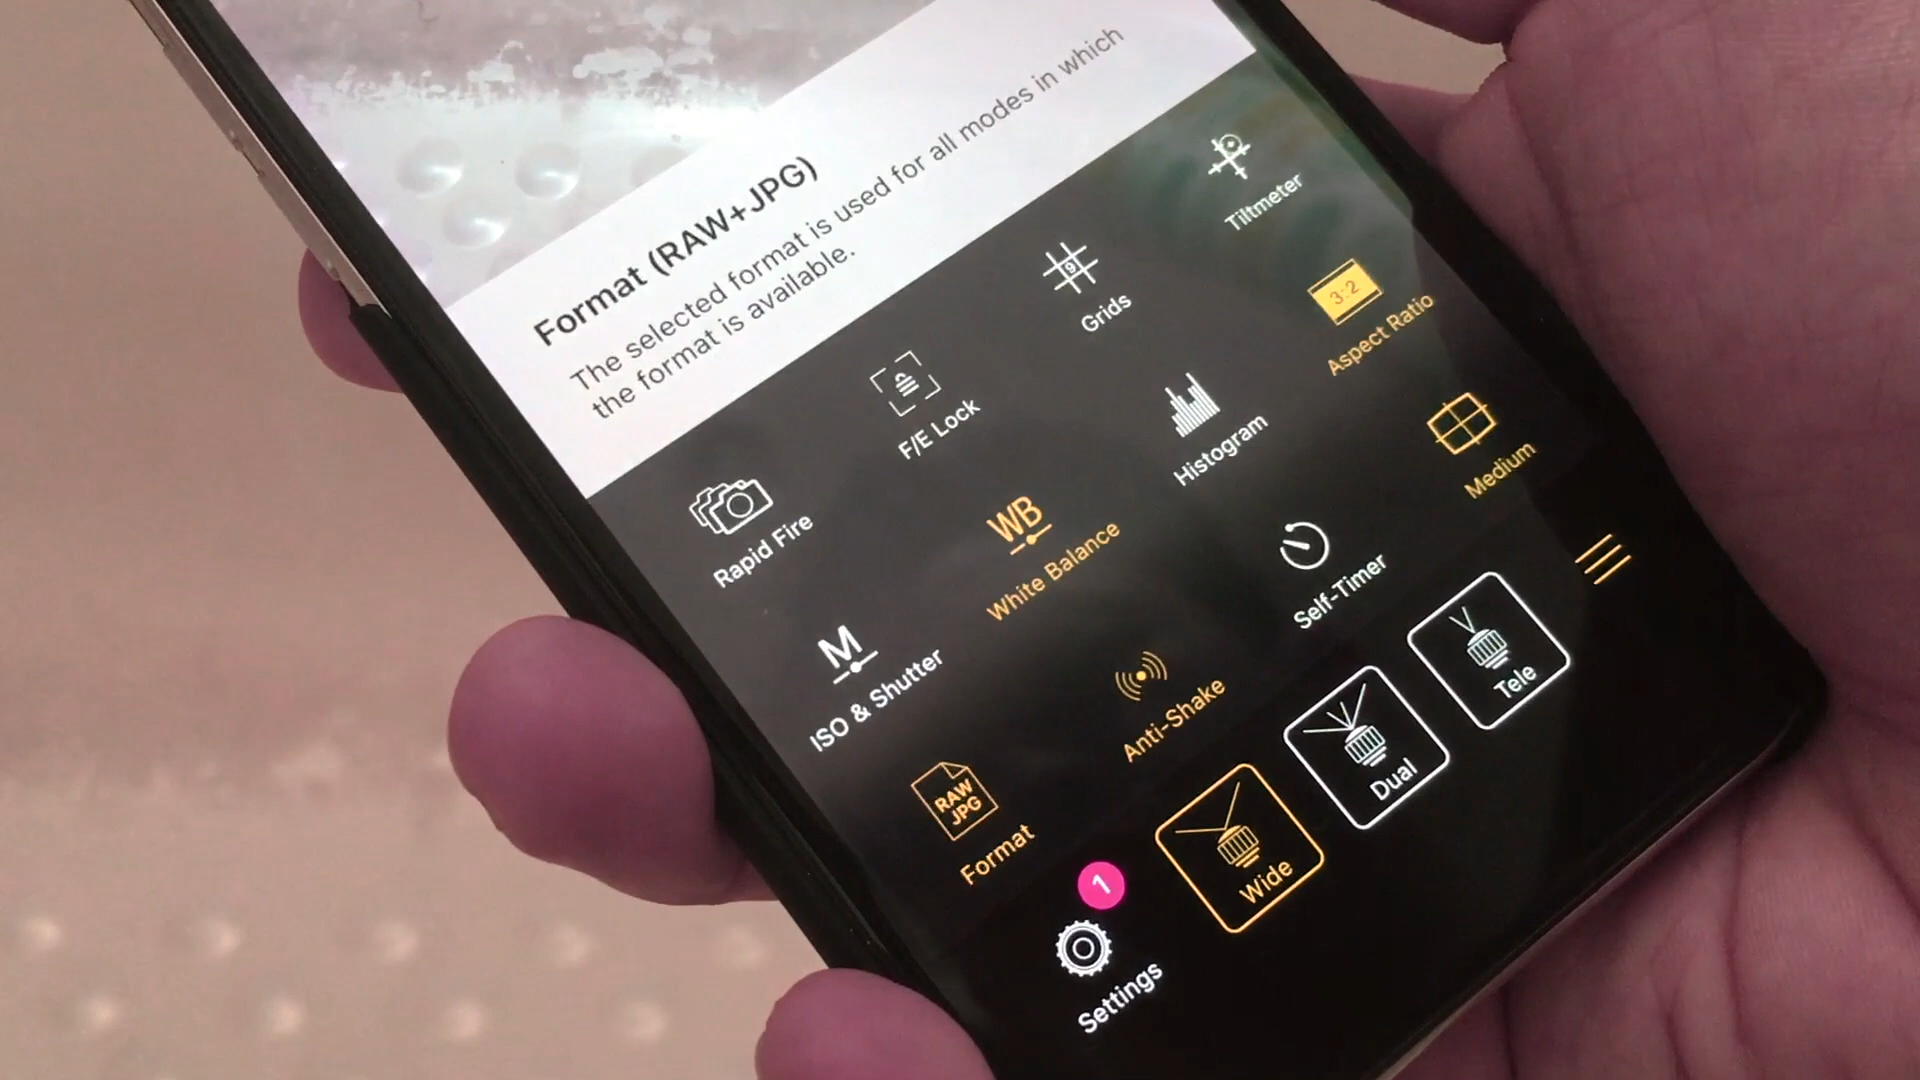 Format (RAW+JPG)
The selected format is used for all modes in which
the format is available.
Rapid Fire
F/E Lock
9
Grids
Tiltmeter
M
ISO & Shutter
WB
White Balance
Histogram
3:2
Aspect Ratio
RAW
JPG
Format
Anti-Shake
Self-Timer
Medium
1
Settings
Wide
Dual
Tele